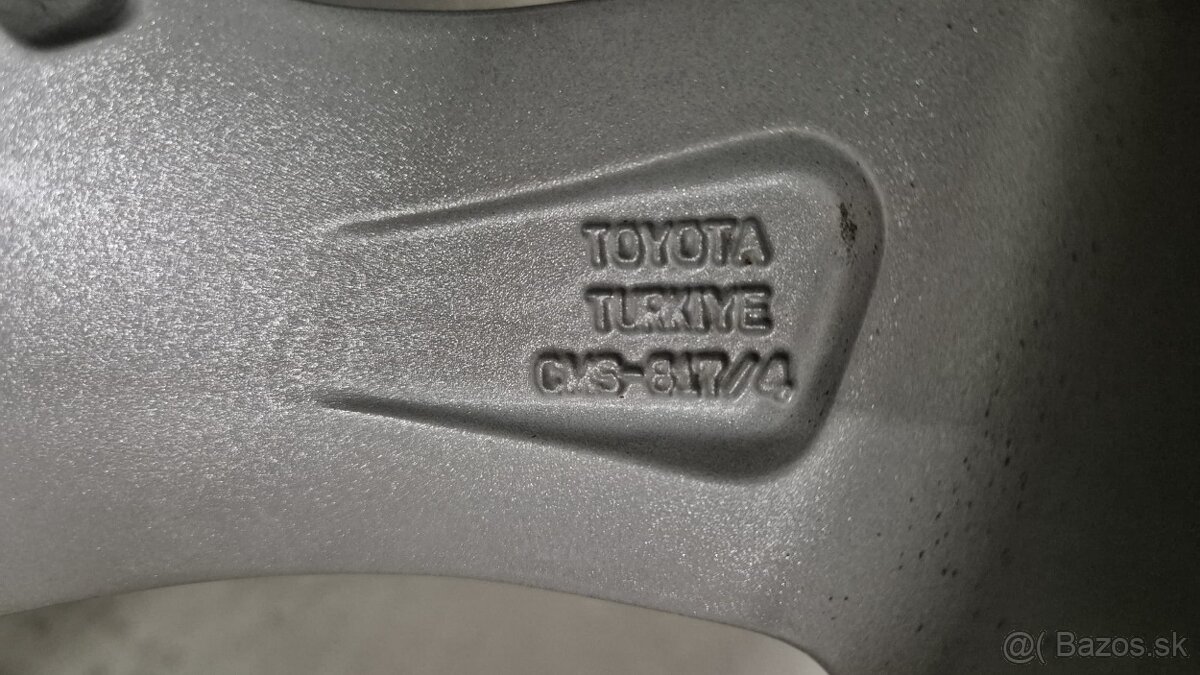 TOYOTA
TURKIYE
CMS-817//4
@( Bazos.sk